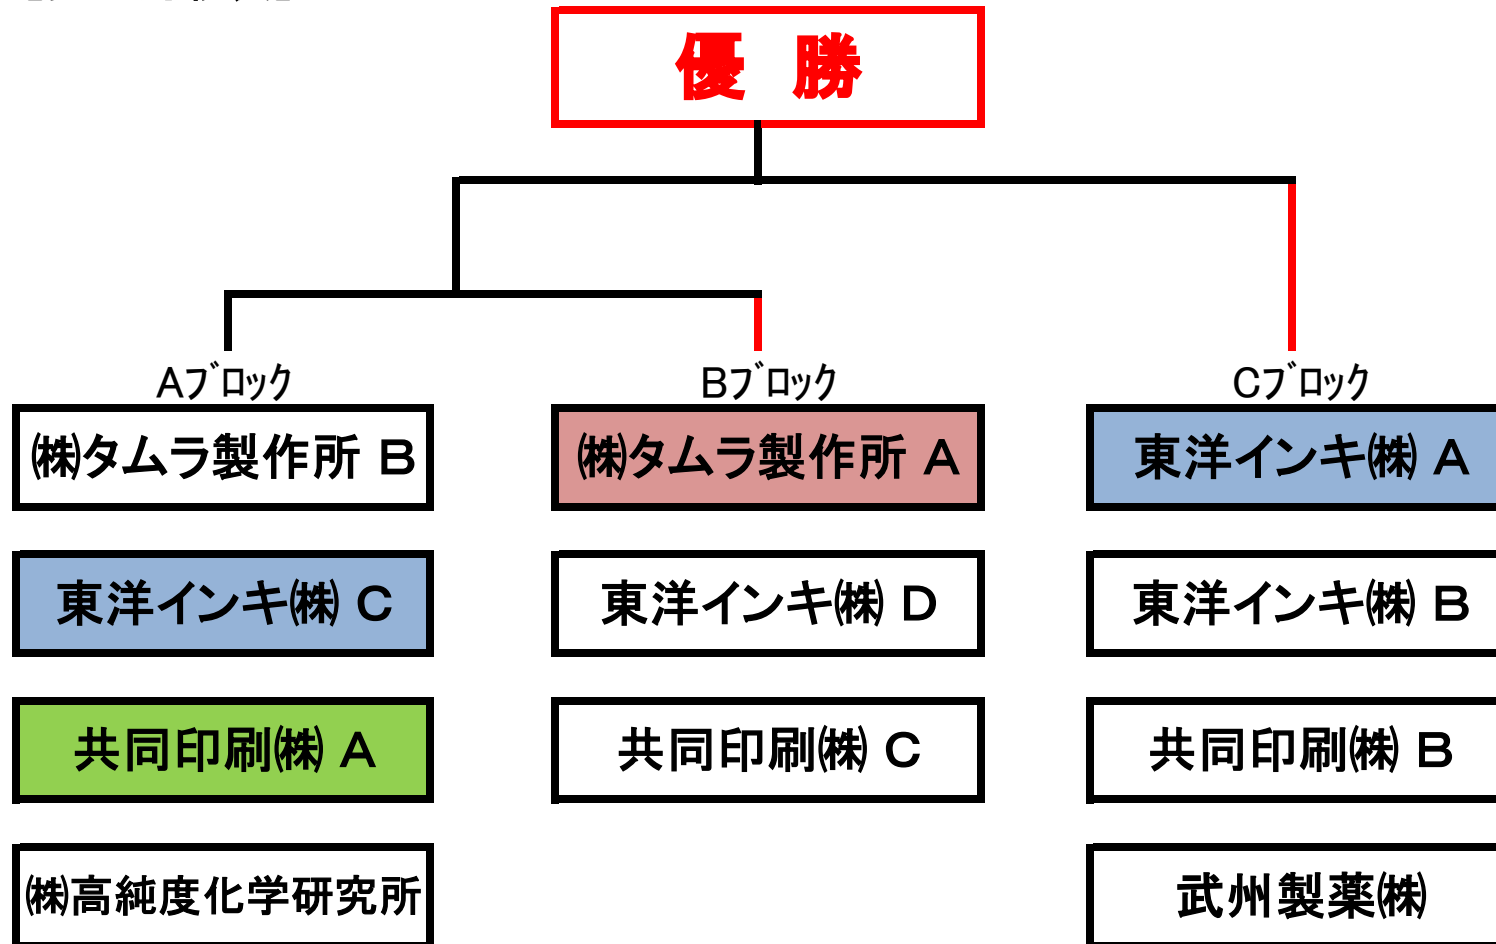 優 勝
Aﾌﾞﾛｯｸ
Bﾌﾞﾛｯｸ
Cﾌﾞﾛｯｸ
㈱タムラ製作所 B
㈱タムラ製作所 A
東洋インキ㈱ A
東洋インキ㈱ C
東洋インキ㈱ D
東洋インキ㈱ B
共同印刷㈱ A
共同印刷㈱ C
共同印刷㈱ B
㈱高純度化学研究所
武州製薬㈱